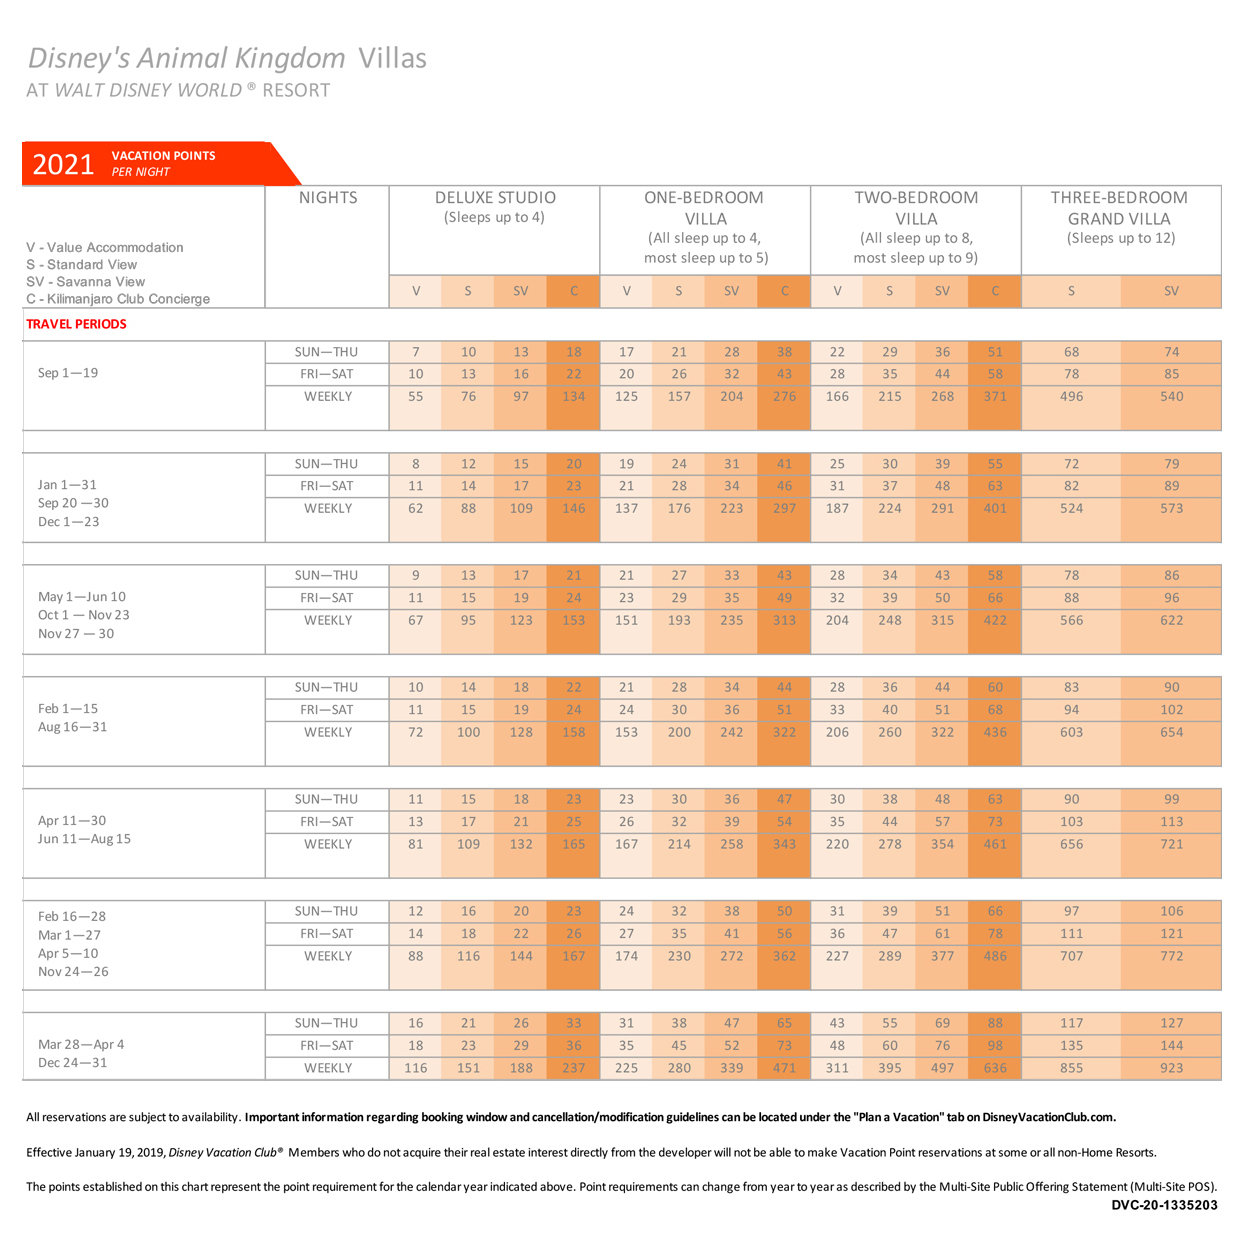 Disney's Animal Kingdom Villas
AT WALT DISNEY WORLD ® RESORT
2021 VACATION POINTS
PER NIGHT
NIGHTS DELUXE STUDIO ONE-BEDROOM TWO-BEDROOM THREE-BEDROOM
(Sleeps up to 4) VILLA VILLA GRAND VILLA
(All sleep up to 4, (All sleep up to 8, (Sleeps up to 12)
most sleep up to 5) most sleep up to 9)
V - Value Accommodation
S - Standard View
SV - Savanna View
C - Kilimanjaro Club Concierge
V S SV C V S SV C V S SV C S SV
TRAVEL PERIODS
Sep 1—19
SUN—THU 7 10 13 18 17 21 28 38 22 29 36 51 68 74
FRI—SAT 10 13 16 22 20 26 32 43 28 35 44 58 78 85
WEEKLY 55 76 97 134 125 157 204 276 166 215 268 371 496 540
Jan 1—31
Sep 20 —30
Dec 1—23
SUN—THU 8 12 15 20 19 24 31 41 25 30 39 55 72 79
FRI—SAT 11 14 17 23 21 28 34 46 31 37 48 63 82 89
WEEKLY 62 88 109 146 137 176 223 297 187 224 291 401 524 573
May 1—Jun 10
Oct 1 — Nov 23
Nov 27 — 30
SUN—THU 9 13 17 21 21 27 33 43 28 34 43 58 78 86
FRI—SAT 11 15 19 24 23 29 35 49 32 39 50 66 88 96
WEEKLY 67 95 123 153 151 193 235 313 204 248 315 422 566 622
Feb 1—15
Aug 16—31
SUN—THU 10 14 18 22 21 28 34 44 28 36 44 60 83 90
FRI—SAT 11 15 19 24 24 30 36 51 33 40 51 68 94 102
WEEKLY 72 100 128 158 153 200 242 322 206 260 322 436 603 654
Apr 11—30
Jun 11—Aug 15
SUN—THU 11 15 18 23 23 30 36 47 30 38 48 63 90 99
FRI—SAT 13 17 21 25 26 32 39 54 35 44 57 73 103 113
WEEKLY 81 109 132 165 167 214 258 343 220 278 354 461 656 721
Feb 16—28
Mar 1—27
Apr 5—10
Nov 24—26
SUN—THU 12 16 20 23 24 32 38 50 31 39 51 66 97 106
FRI—SAT 14 18 22 26 27 35 41 56 36 47 61 78 111 121
WEEKLY 88 116 144 167 174 230 272 362 227 289 377 486 707 772
Mar 28—Apr 4
Dec 24—31
SUN—THU 16 21 26 33 31 38 47 65 43 55 69 88 117 127
FRI—SAT 18 23 29 36 35 45 52 73 48 60 76 98 135 144
WEEKLY 116 151 188 237 225 280 339 471 311 395 497 636 855 923
All reservations are subject to availability. Important information regarding booking window and cancellation/modification guidelines can be located under the "Plan a Vacation" tab on DisneyVacationClub.com.
Effective January 19, 2019, Disney Vacation Club® Members who do not acquire their real estate interest directly from the developer will not be able to make Vacation Point reservations at some or all non-Home Resorts.
The points established on this chart represent the point requirement for the calendar year indicated above. Point requirements can change from year to year as described by the Multi-Site Public Offering Statement (Multi-Site POS).
DVC-20-1335203